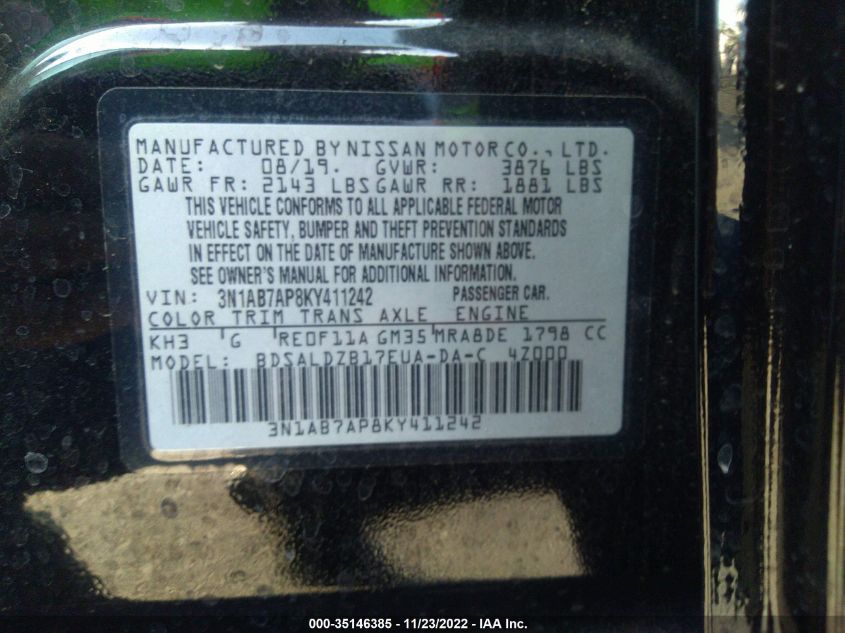 MANUFACTURED BY NISSAN MOTOR CO., LTD.
DATE: 08/19. GVWR: 3876 LBS
GAWR FR: 2143 LBS GAWR RR: 1881 LBS
THIS VEHICLE CONFORMS TO ALL APPLICABLE FEDERAL MOTOR
VEHICLE SAFETY, BUMPER AND THEFT PREVENTION STANDARDS
IN EFFECT ON THE DATE OF MANUFACTURE SHOWN ABOVE.
SEE OWNER'S MANUAL FOR ADDITIONAL INFORMATION.
VIN: 3N1AB7AP8KY411242 PASSENGER CAR.
COLOR TRIM TRANS AXLE ENGINE
KH3 G RE0F11A GM35 MRA8DE 1798 CC
MODEL: BDSALDZB17EUA-DA-C 4Z000
3N1AB7AP8KY411242
000-35146385 - 11/23/2022 - IAA Inc.